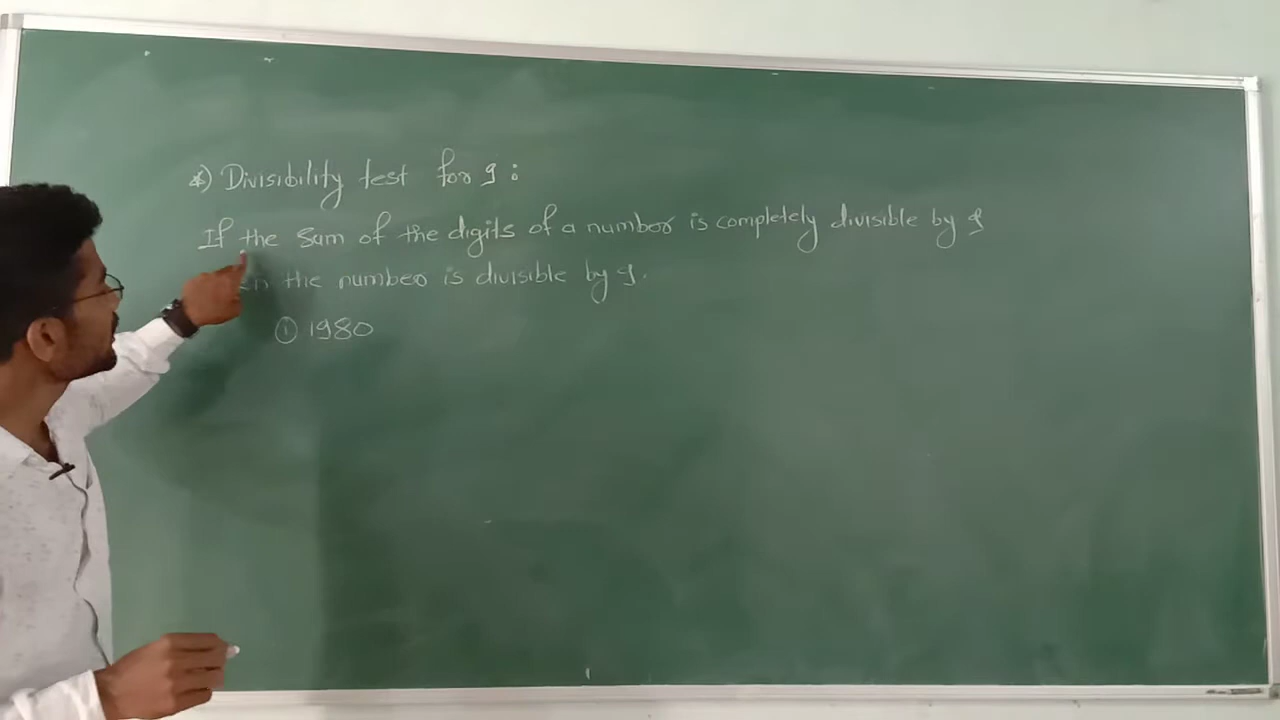 *) Divisibility test for 9 :
If the sum of the digits of a number is completely divisible by 9
the number is divisible by 9.
① 1980